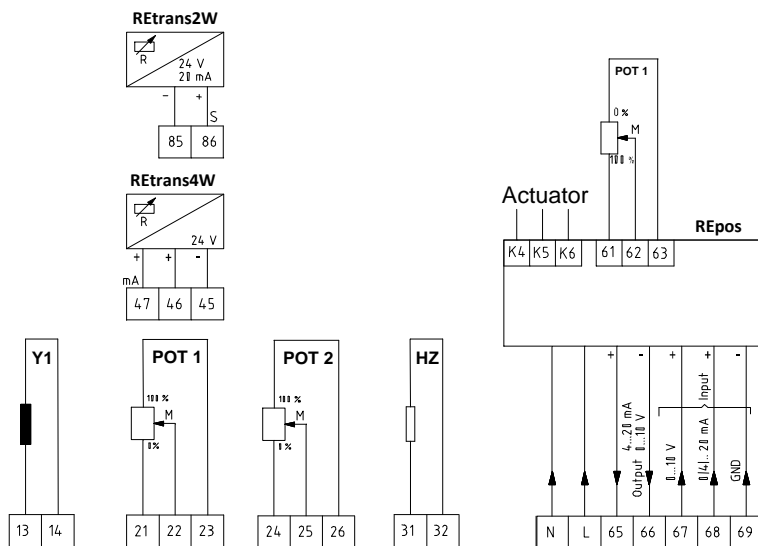 REtrans2W
R
24 V
20 mA
- +
S
85 86
REtrans4W
R
24 V
+ + -
mA
47 46 45
Y1
13 14
POT 1
100 %
M
0%
21 22 23
POT 2
100 %
M
0%
24 25 26
HZ
31 32
POT 1
0 %
M
100 %
Actuator
REpos
K4 K5 K6 61 62 63
+ - + + -
Output
4...20 mA
0...10 V
0...10 V
0(4)..20 mA
Input
GND
N L 65 66 67 68 69